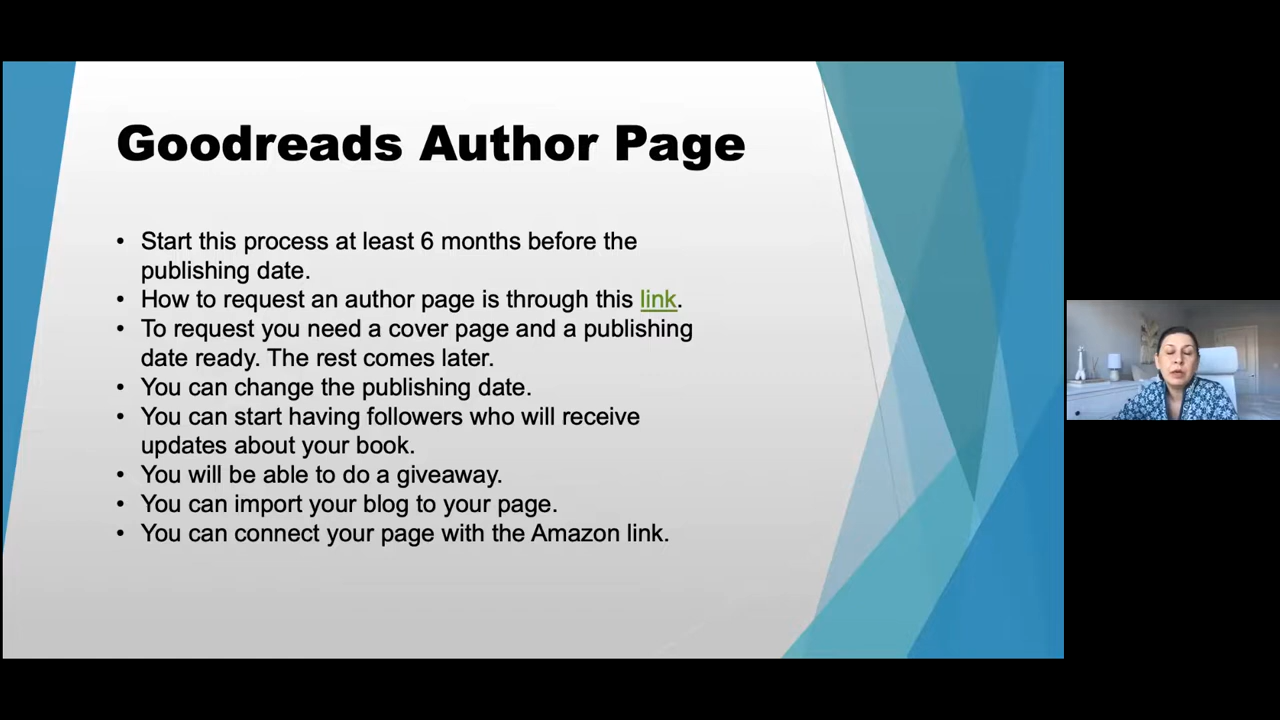 Goodreads Author Page
• Start this process at least 6 months before the
publishing date.
• How to request an author page is through this link.
• To request you need a cover page and a publishing
date ready. The rest comes later.
• You can change the publishing date.
• You can start having followers who will receive
updates about your book.
• You will be able to do a giveaway.
• You can import your blog to your page.
• You can connect your page with the Amazon link.